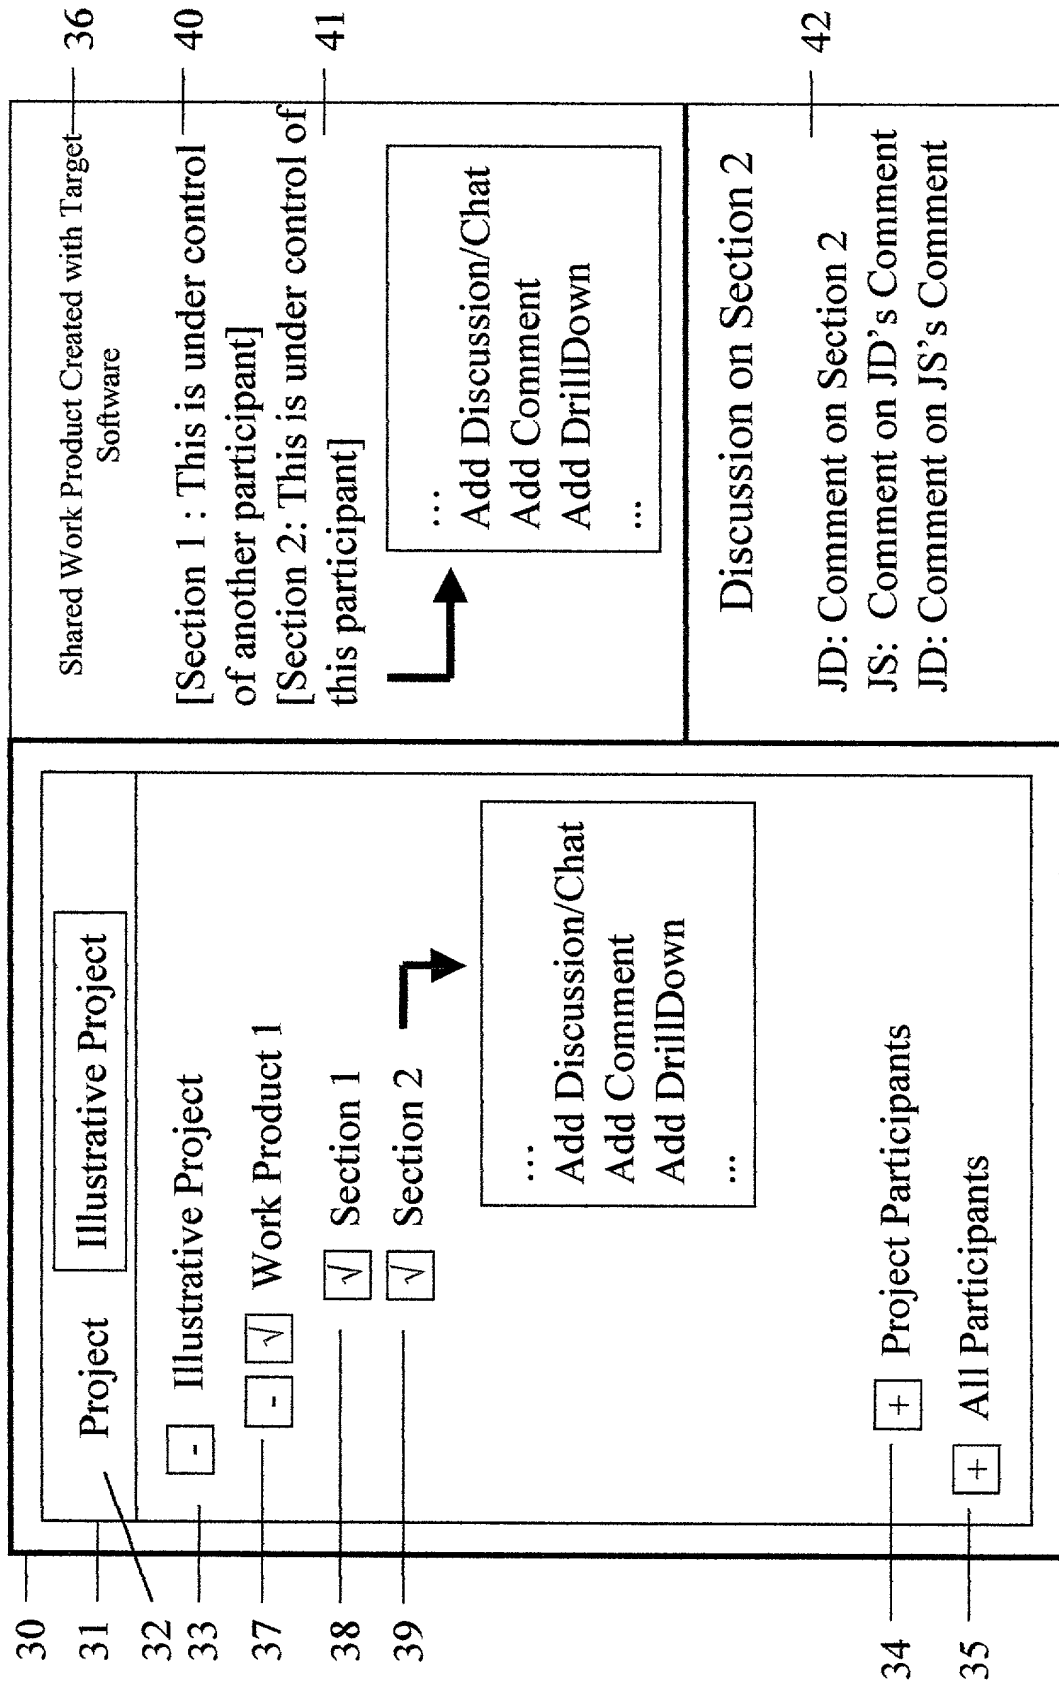 30
31
32
33
37
38
39
34
35
Project
Illustrative Project
- Illustrative Project
- √ Work Product 1
√ Section 1
√ Section 2
...
Add Discussion/Chat
Add Comment
Add DrillDown
...
+ Project Participants
+ All Participants
Shared Work Product Created with Target
Software
[Section 1 : This is under control
of another participant]
[Section 2: This is under control of
this participant]
...
Add Discussion/Chat
Add Comment
Add DrillDown
...
Discussion on Section 2
JD: Comment on Section 2
JS: Comment on JD's Comment
JD: Comment on JS's Comment
36
40
41
42